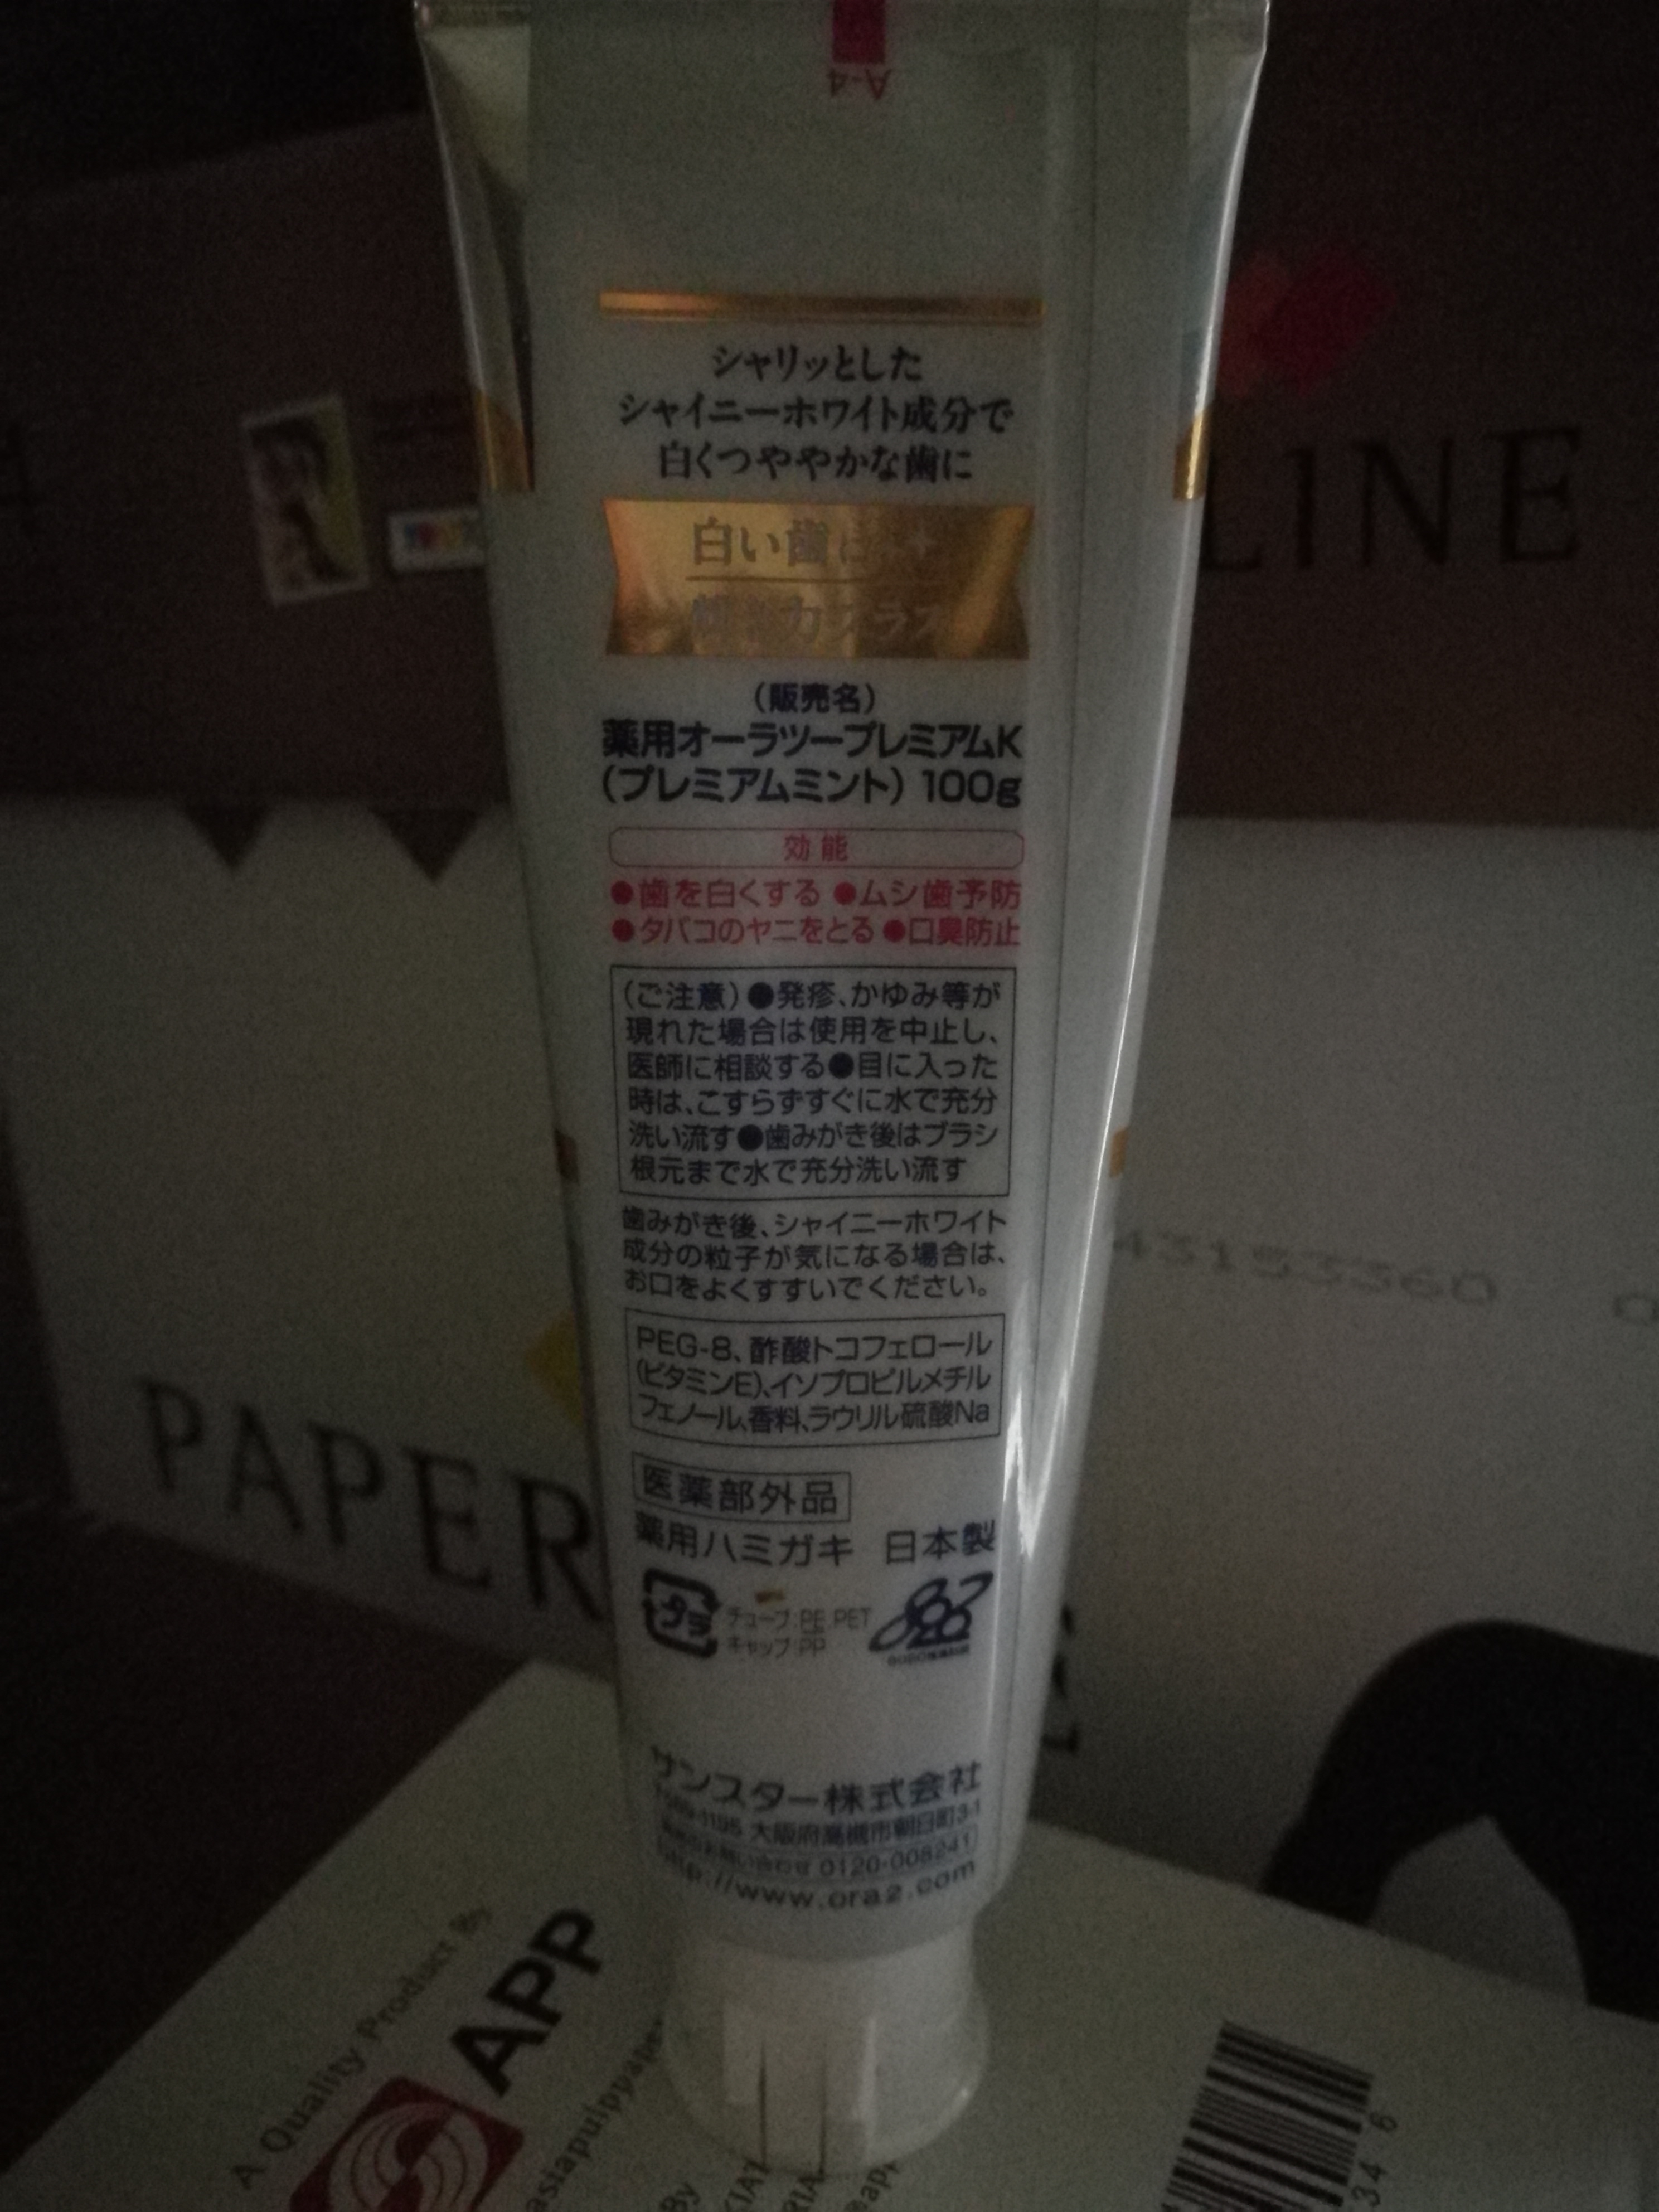 A-4
シャリッとした
シャイニーホワイト成分で
白くつややかな歯に
白い歯
プラス
(販売名)
薬用オーラツープレミアムK
(プレミアムミント) 100g
効能
●歯を白くする ●ムシ歯予防
●タバコのヤニをとる ●口臭防止
(ご注意)●発疹、かゆみ等が
現れた場合は使用を中止し、
医師に相談する●目に入った
時は、こすらずすぐに水で充分
洗い流す●歯みがき後はブラシ
根元まで水で充分洗い流す
歯みがき後、シャイニーホワイト
成分の粒子が気になる場合は、
お口をよくすすいでください。
PEG-8、酢酸トコフェロール
(ビタミンE)、イソプロピルメチル
フェノール、香料、ラウリル硫酸Na
医薬部外品
薬用ハミガキ 日本製
プラ
チューブ:PE,PET
キャップ:PP
サンスター株式会社
大阪府高槻市朝日町3-1
0120-008241
http://www.ora2.com
LINE
43153360
PAPER
A Quality Product By
APP
By
34 6